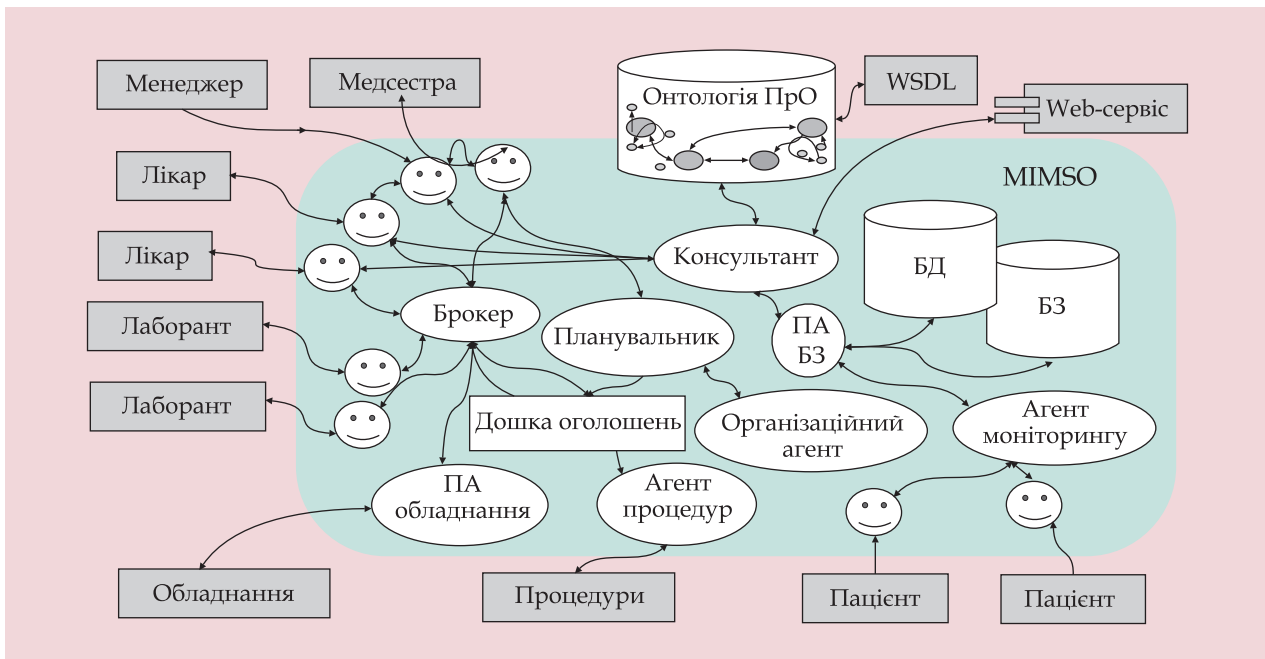 Менеджер
Медсестра
Онтологія ПрО
WSDL
Web-сервіс
Лікар
MIMSO
Лікар
Консультант
БД
БЗ
Лаборант
Брокер
Планувальник
ПА
БЗ
Лаборант
Дошка оголошень
Організаційний
агент
Агент
моніторингу
ПА
обладнання
Агент
процедур
Обладнання
Процедури
Пацієнт
Пацієнт